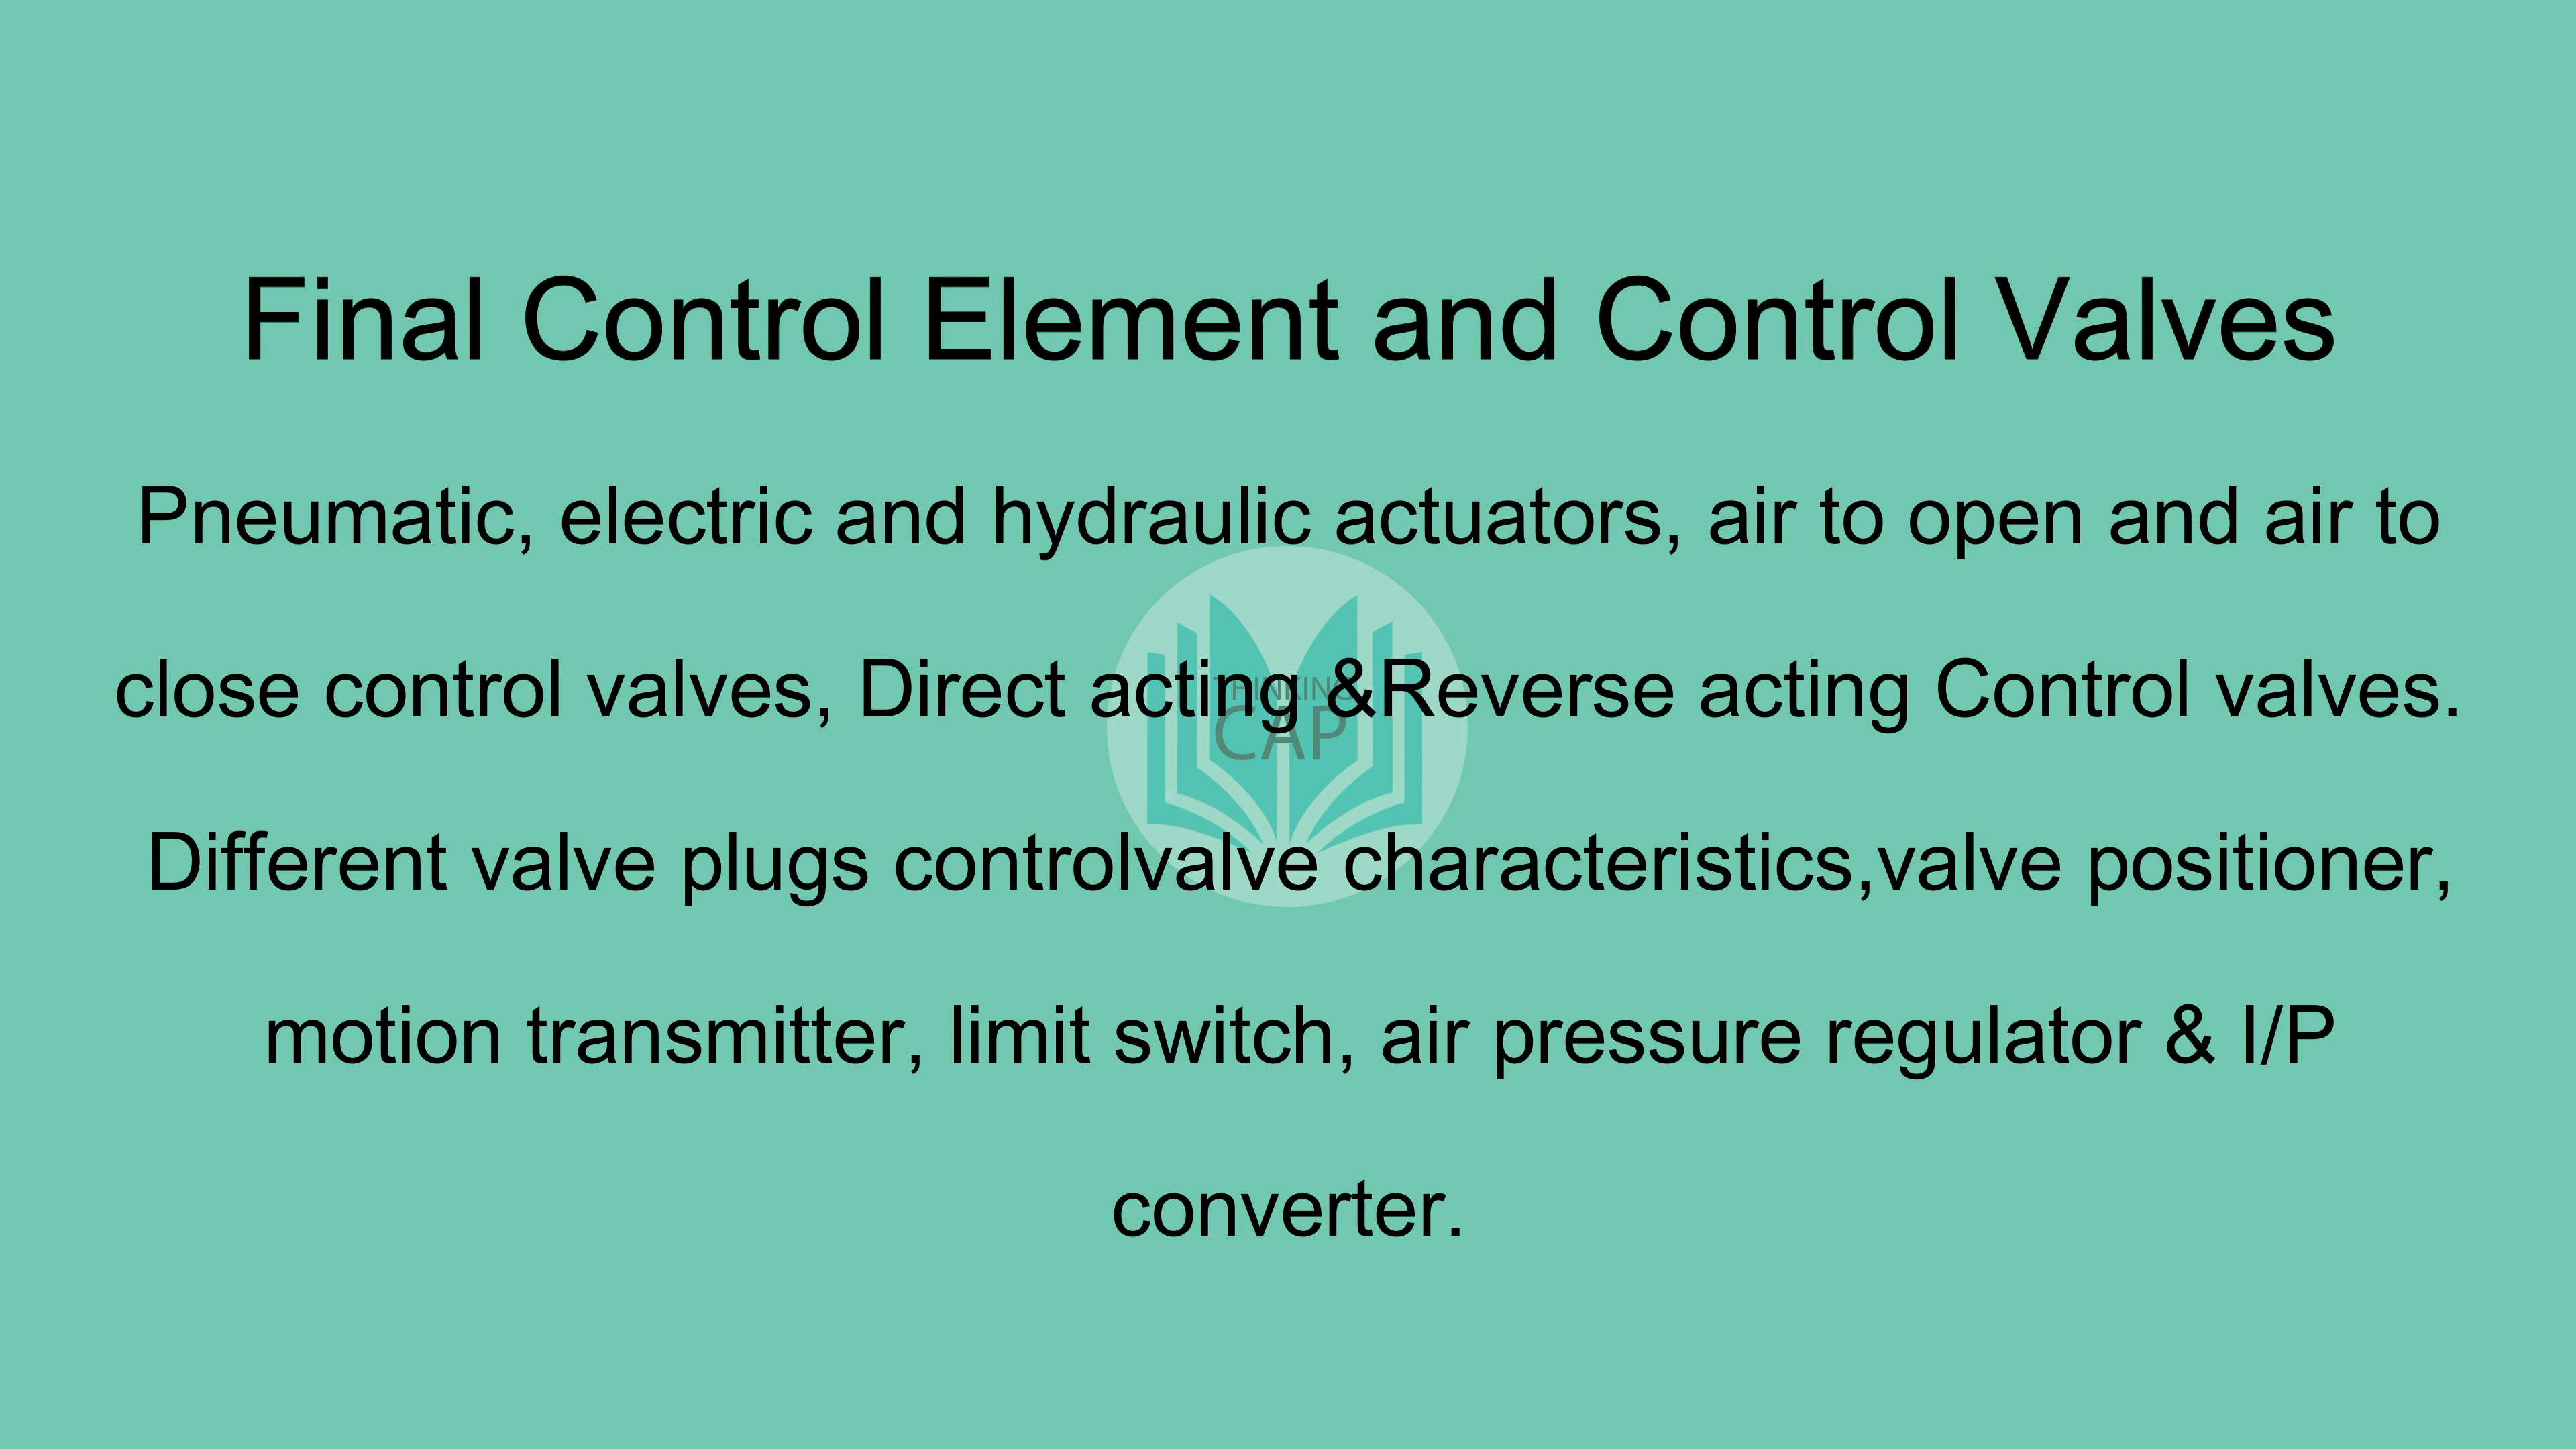 Final Control Element and Control Valves
Pneumatic, electric and hydraulic actuators, air to open and air to
close control valves, Direct acting &Reverse acting Control valves.
THINKING
CAP
Different valve plugs controlvalve characteristics,valve positioner,
motion transmitter, limit switch, air pressure regulator & I/P
converter.